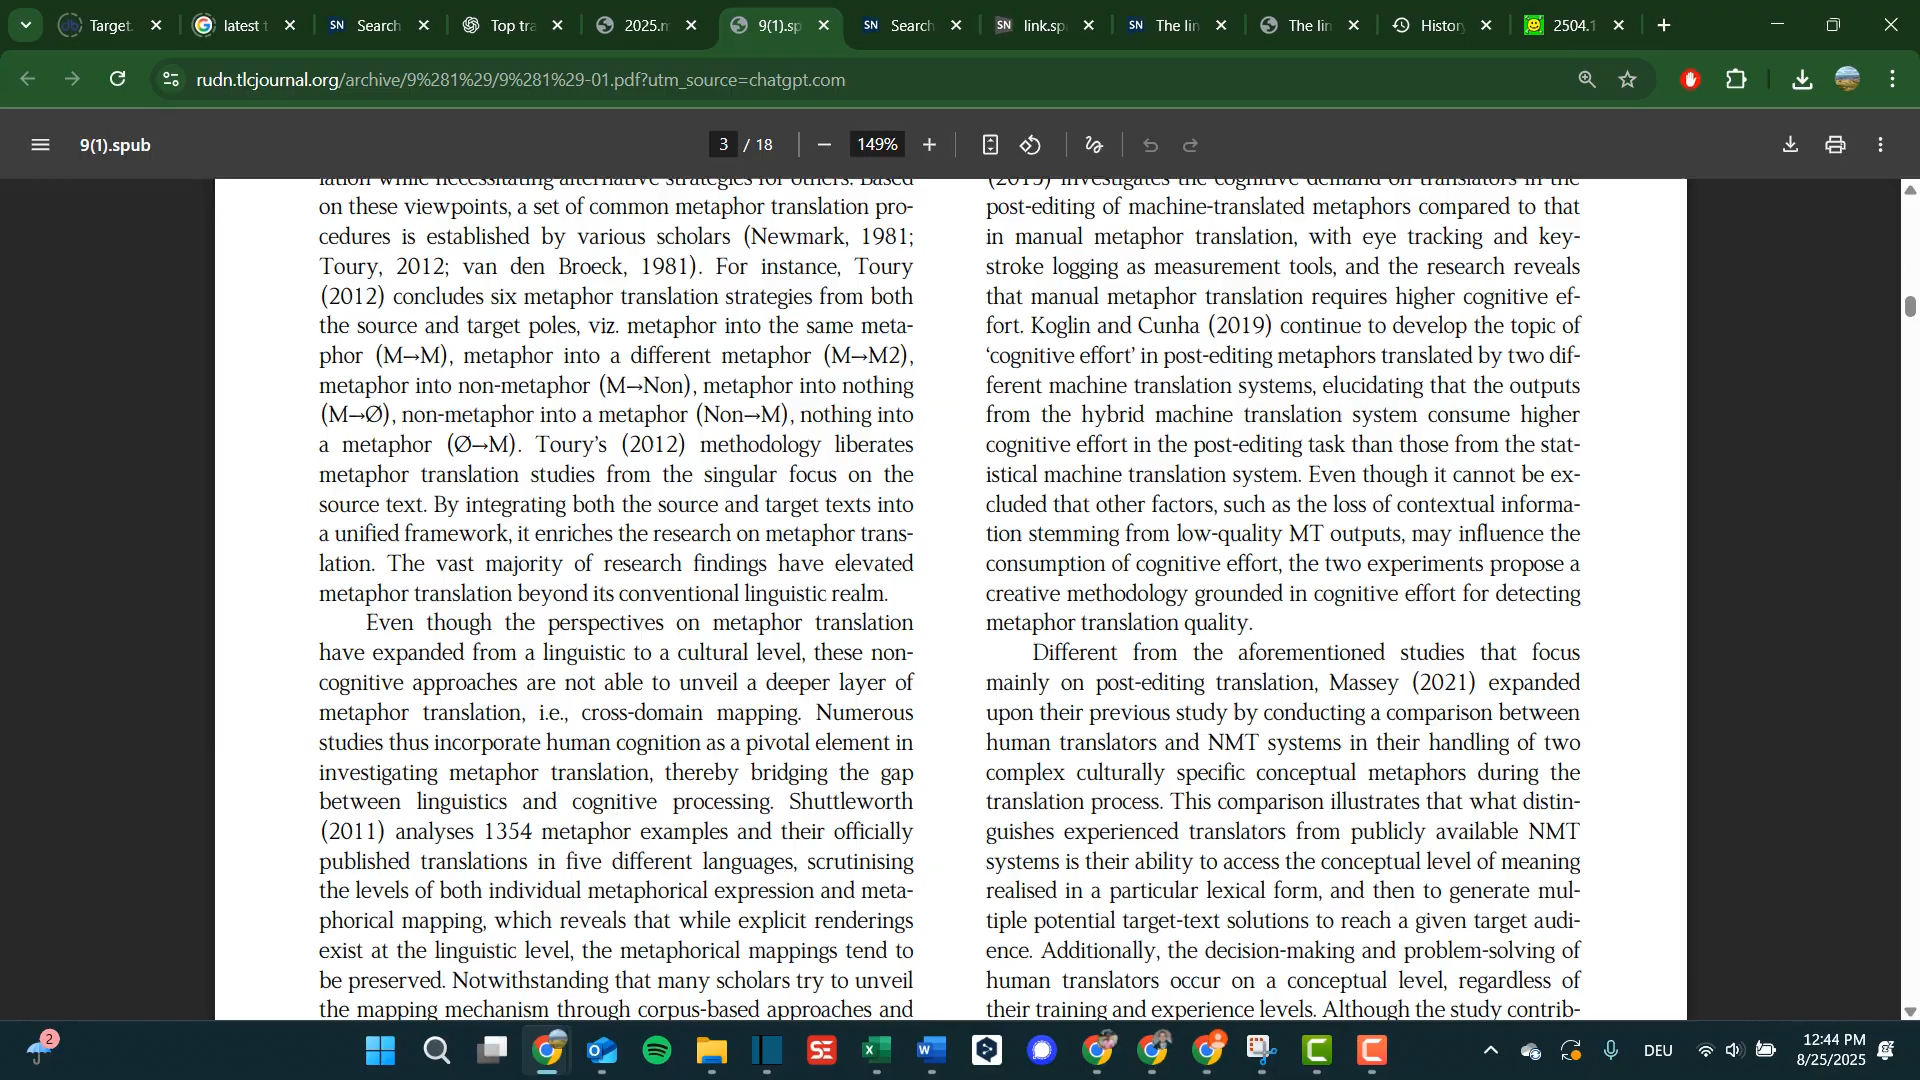 Target.
latest t
SN Search
Top tra
2025.m
9(1).sp
SN Search
SN link.sp
SN The lin
The lin
History
2504.1
rudn.tlcjournal.org/archive/9%281%29/9%281%29-01.pdf?utm_source=chatgpt.com
9(1).spub
3 / 18
149%
lation while necessitating alternative strategies for others. Based
on these viewpoints, a set of common metaphor translation pro-
cedures is established by various scholars (Newmark, 1981;
Toury, 2012; van den Broeck, 1981). For instance, Toury
(2012) concludes six metaphor translation strategies from both
the source and target poles, viz. metaphor into the same meta-
phor (M→M), metaphor into a different metaphor (M→M2),
metaphor into non-metaphor (M→Non), metaphor into nothing
(M→Ø), non-metaphor into a metaphor (Non→M), nothing into
a metaphor (Ø→M). Toury’s (2012) methodology liberates
metaphor translation studies from the singular focus on the
source text. By integrating both the source and target texts into
a unified framework, it enriches the research on metaphor trans-
lation. The vast majority of research findings have elevated
metaphor translation beyond its conventional linguistic realm.
Even though the perspectives on metaphor translation
have expanded from a linguistic to a cultural level, these non-
cognitive approaches are not able to unveil a deeper layer of
metaphor translation, i.e., cross-domain mapping. Numerous
studies thus incorporate human cognition as a pivotal element in
investigating metaphor translation, thereby bridging the gap
between linguistics and cognitive processing. Shuttleworth
(2011) analyses 1354 metaphor examples and their officially
published translations in five different languages, scrutinising
the levels of both individual metaphorical expression and meta-
phorical mapping, which reveals that while explicit renderings
exist at the linguistic level, the metaphorical mappings tend to
be preserved. Notwithstanding that many scholars try to unveil
the mapping mechanism through corpus-based approaches and
(2015) investigates the cognitive demand on translators in the
post-editing of machine-translated metaphors compared to that
in manual metaphor translation, with eye tracking and key-
stroke logging as measurement tools, and the research reveals
that manual metaphor translation requires higher cognitive ef-
fort. Koglin and Cunha (2019) continue to develop the topic of
‘cognitive effort’ in post-editing metaphors translated by two dif-
ferent machine translation systems, elucidating that the outputs
from the hybrid machine translation system consume higher
cognitive effort in the post-editing task than those from the stat-
istical machine translation system. Even though it cannot be ex-
cluded that other factors, such as the loss of contextual informa-
tion stemming from low-quality MT outputs, may influence the
consumption of cognitive effort, the two experiments propose a
creative methodology grounded in cognitive effort for detecting
metaphor translation quality.
Different from the aforementioned studies that focus
mainly on post-editing translation, Massey (2021) expanded
upon their previous study by conducting a comparison between
human translators and NMT systems in their handling of two
complex culturally specific conceptual metaphors during the
translation process. This comparison illustrates that what distin-
guishes experienced translators from publicly available NMT
systems is their ability to access the conceptual level of meaning
realised in a particular lexical form, and then to generate mul-
tiple potential target-text solutions to reach a given target audi-
ence. Additionally, the decision-making and problem-solving of
human translators occur on a conceptual level, regardless of
their training and experience levels. Although the study contrib-
2
SE
DEU
12:44 PM
8/25/2025